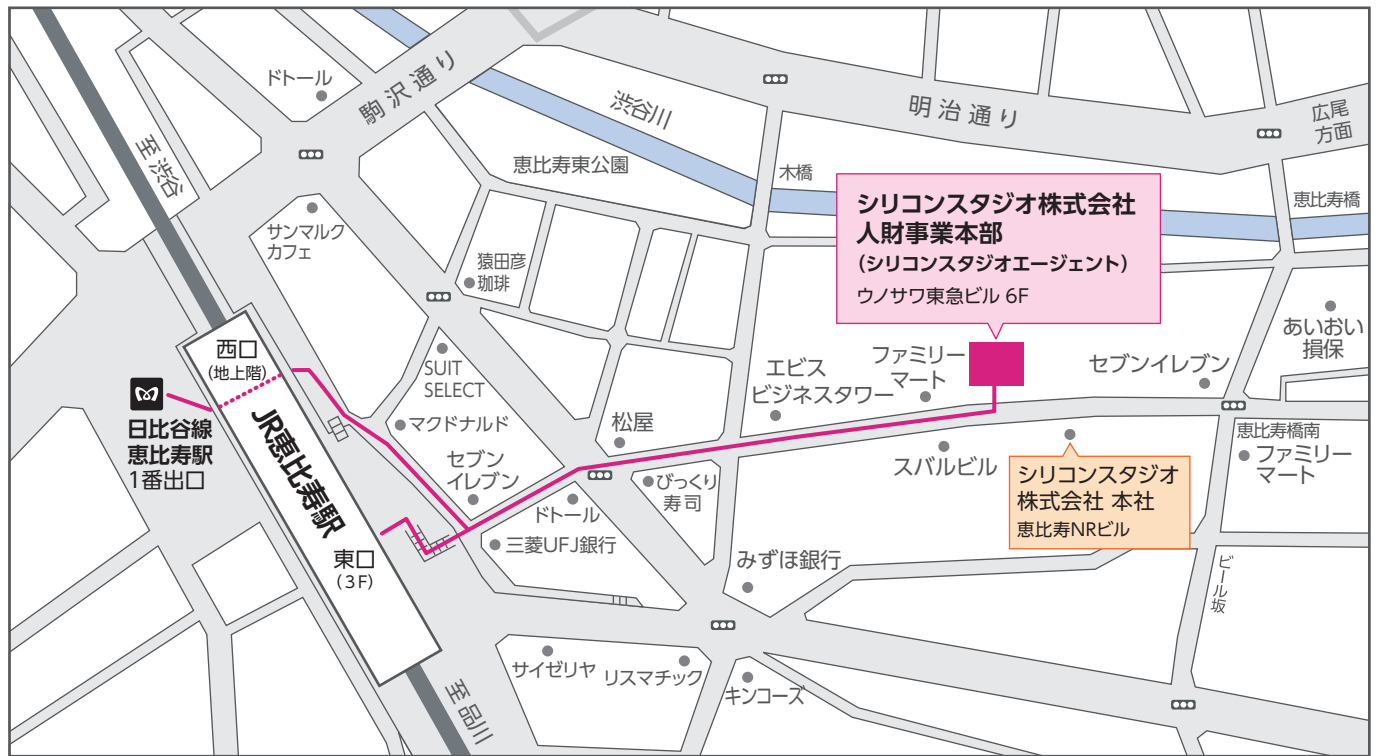 ドトール
駒沢通り
渋谷川
明治通り
広尾
方面
至渋谷
恵比寿東公園
木橋
恵比寿橋
シリコンスタジオ株式会社
人財事業本部
(シリコンスタジオエージェント)
ウノサワ東急ビル 6F
サンマルク
カフェ
猿田彦
珈琲
あいおい
損保
西口
(地上階)
SUIT
SELECT
エビス
ビジネスタワー
ファミリー
マート
セブンイレブン
日比谷線
恵比寿駅
1番出口
JR恵比寿駅
マクドナルド
松屋
恵比寿橋南
ファミリー
マート
セブン
イレブン
スバルビル
シリコンスタジオ
株式会社 本社
恵比寿NRビル
びっくり
寿司
ドトール
三菱UFJ銀行
東口
(3F)
みずほ銀行
ビール坂
サイゼリヤ
リスマチック
キンコーズ
至品川